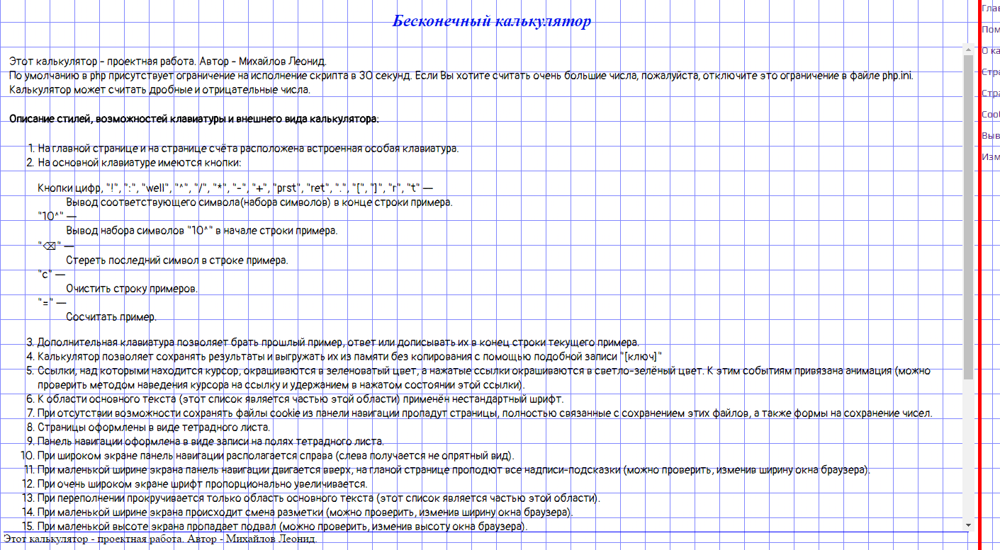 Бесконечный калькулятор
Этот калькулятор - проектная работа. Автор - Михайлов Леонид.
По умолчанию в php присутствует ограничение на исполнение скрипта в 30 секунд. Если Вы хотите считать очень большие числа, пожалуйста, отключите это ограничение в файле php.ini.
Калькулятор может считать дробные и отрицательные числа.
Описание стилей, возможностей клавиатуры и внешнего вида калькулятора:
1. На главной странице и на странице счёта расположена встроенная особая клавиатура.
2. На основной клавиатуре имеются кнопки:
Кнопки цифр, "!", ":", "well", "^", "/", "*", "-", "+", "prst", "ret", ".", "[", "]", "r", "t" —
Вывод соответствующего символа(набора символов) в конце строки примера.
"10^" —
Вывод набора символов "10^" в начале строки примера.
"⌫" —
Стереть последний символ в строке примера.
"c" —
Очистить строку примеров.
"=" —
Сосчитать пример.
3. Дополнительная клавиатура позволяет брать прошлый пример, ответ или дописывать их в конец строки текущего примера.
4. Калькулятор позволяет сохранять результаты и выгружать их из памяти без копирования с помощью подобной записи "[ключ]"
5. Ссылки, над которыми находится курсор, окрашиваются в зеленоватый цвет, а нажатые ссылки окрашиваются в светло-зелёный цвет. К этим событиям привязана анимация (можно
проверить методом наведения курсора на ссылку и удержанием в нажатом состоянии этой ссылки).
6. К области основного текста (этот список является частью этой области) применён нестандартный шрифт.
7. При отсутствии возможности сохранять файлы cookie из панели навигации пропадут страницы, полностью связанные с сохранением этих файлов, а также формы на сохранение чисел.
8. Страницы оформлены в виде тетрадного листа.
9. Панель навигации оформлена в виде записи на полях тетрадного листа.
10. При широком экране панель навигации располагается справа (слева получается не опрятный вид).
11. При маленькой ширине экрана панель навигации двигается вверх, на гланой странице проподют все надписи-подсказки (можно проверить, изменив ширину окна браузера).
12. При очень широком экране шрифт пропорционально увеличивается.
13. При переполнении прокручивается только область основного текста (этот список является частью этой области).
14. При маленькой ширине экрана происходит смена разметки (можно проверить, изменив ширину окна браузера).
15. При маленькой высоте экрана пропадает подвал (можно проверить, изменив высоту окна браузера).
Этот калькулятор - проектная работа. Автор - Михайлов Леонид.
Глав
Пом
О ка
Стра
Стра
Сооб
Выв
Изм